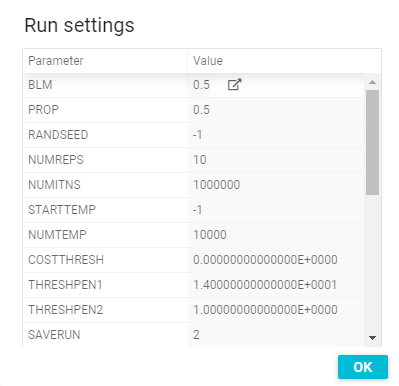 Run settings
Parameter Value
BLM 0.5
PROP 0.5
RANDSEED -1
NUMREPS 10
NUMITNS 1000000
STARTTEMP -1
NUMTEMP 10000
COSTTHRESH 0.00000000000000E+0000
THRESHPEN1 1.40000000000000E+0001
THRESHPEN2 1.00000000000000E+0000
SAVERUN 2
OK